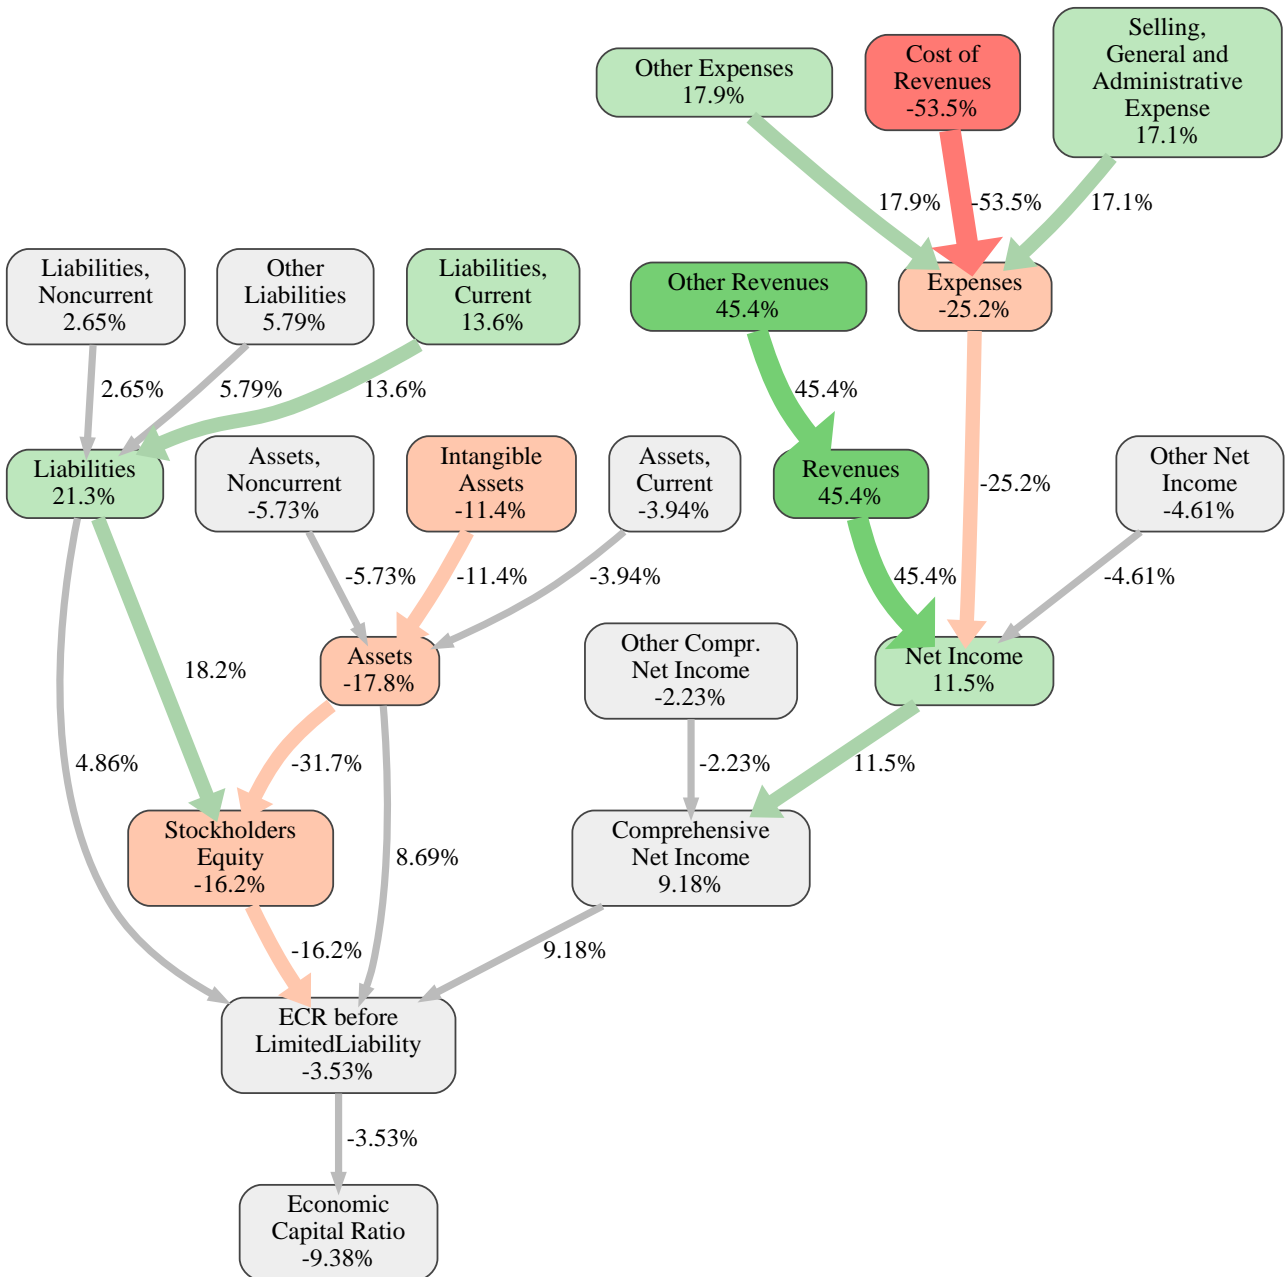 Selling,
General and
Administrative
Expense
17.1%
Cost of
Revenues
-53.5%
Other Expenses
17.9%
17.9%
-53.5%
17.1%
Liabilities,
Noncurrent
2.65%
Other
Liabilities
5.79%
Liabilities,
Current
13.6%
Other Revenues
45.4%
Expenses
-25.2%
2.65%
5.79%
13.6%
45.4%
Liabilities
21.3%
Assets,
Noncurrent
-5.73%
Intangible
Assets
-11.4%
Assets,
Current
-3.94%
Revenues
45.4%
-25.2%
Other Net
Income
-4.61%
-5.73%
-11.4%
-3.94%
45.4%
-4.61%
18.2%
Assets
-17.8%
Other Compr.
Net Income
-2.23%
Net Income
11.5%
4.86%
-31.7%
-2.23%
11.5%
Stockholders
Equity
-16.2%
8.69%
Comprehensive
Net Income
9.18%
-16.2%
9.18%
ECR before
LimitedLiability
-3.53%
-3.53%
Economic
Capital Ratio
-9.38%